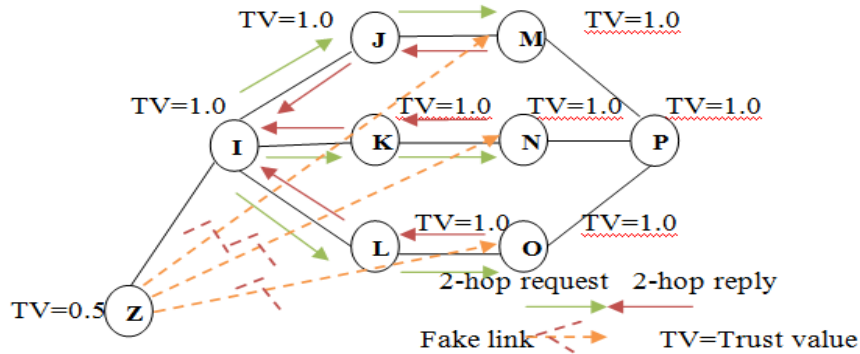 TV=1.0 TV=1.0
J M
TV=1.0 TV=1.0 TV=1.0 TV=1.0
I K N P
TV=1.0 TV=1.0
L O
2-hop request 2-hop reply
TV=0.5 Z
Fake link TV=Trust value